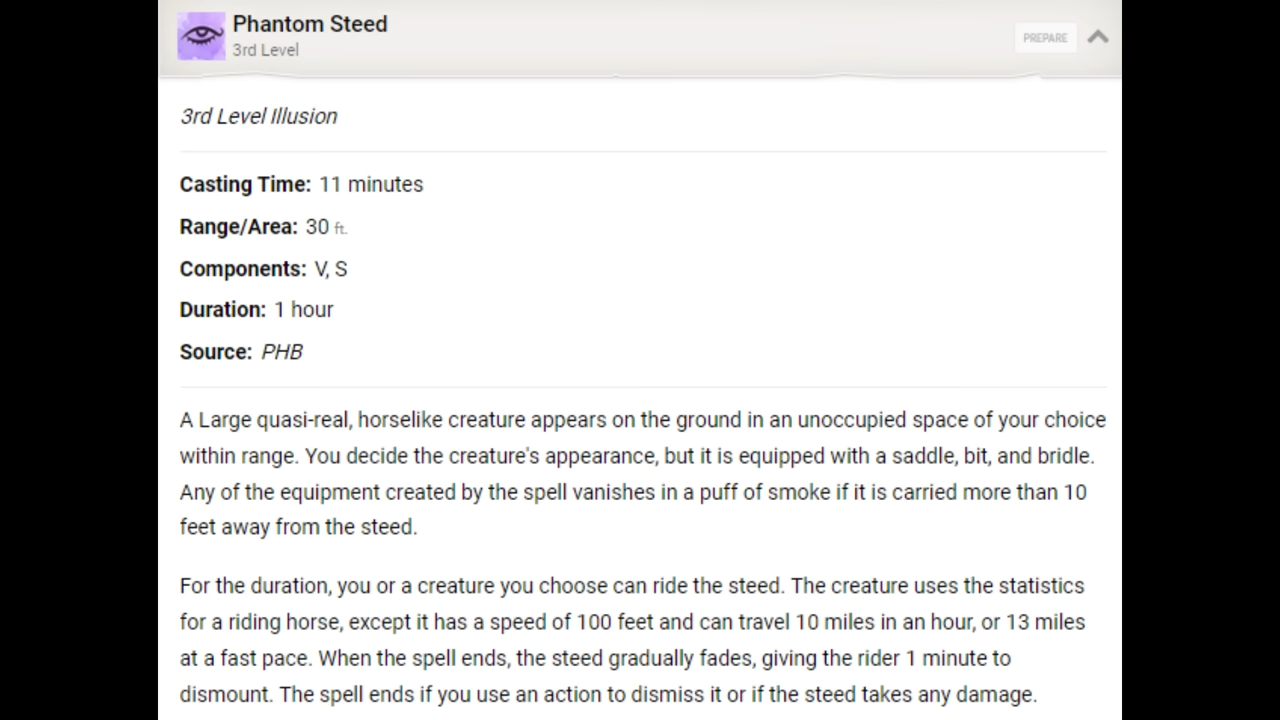 Phantom Steed
3rd Level
PREPARE
3rd Level Illusion
Casting Time: 11 minutes
Range/Area: 30 ft.
Components: V, S
Duration: 1 hour
Source: PHB
A Large quasi-real, horselike creature appears on the ground in an unoccupied space of your choice
within range. You decide the creature's appearance, but it is equipped with a saddle, bit, and bridle.
Any of the equipment created by the spell vanishes in a puff of smoke if it is carried more than 10
feet away from the steed.
For the duration, you or a creature you choose can ride the steed. The creature uses the statistics
for a riding horse, except it has a speed of 100 feet and can travel 10 miles in an hour, or 13 miles
at a fast pace. When the spell ends, the steed gradually fades, giving the rider 1 minute to
dismount. The spell ends if you use an action to dismiss it or if the steed takes any damage.